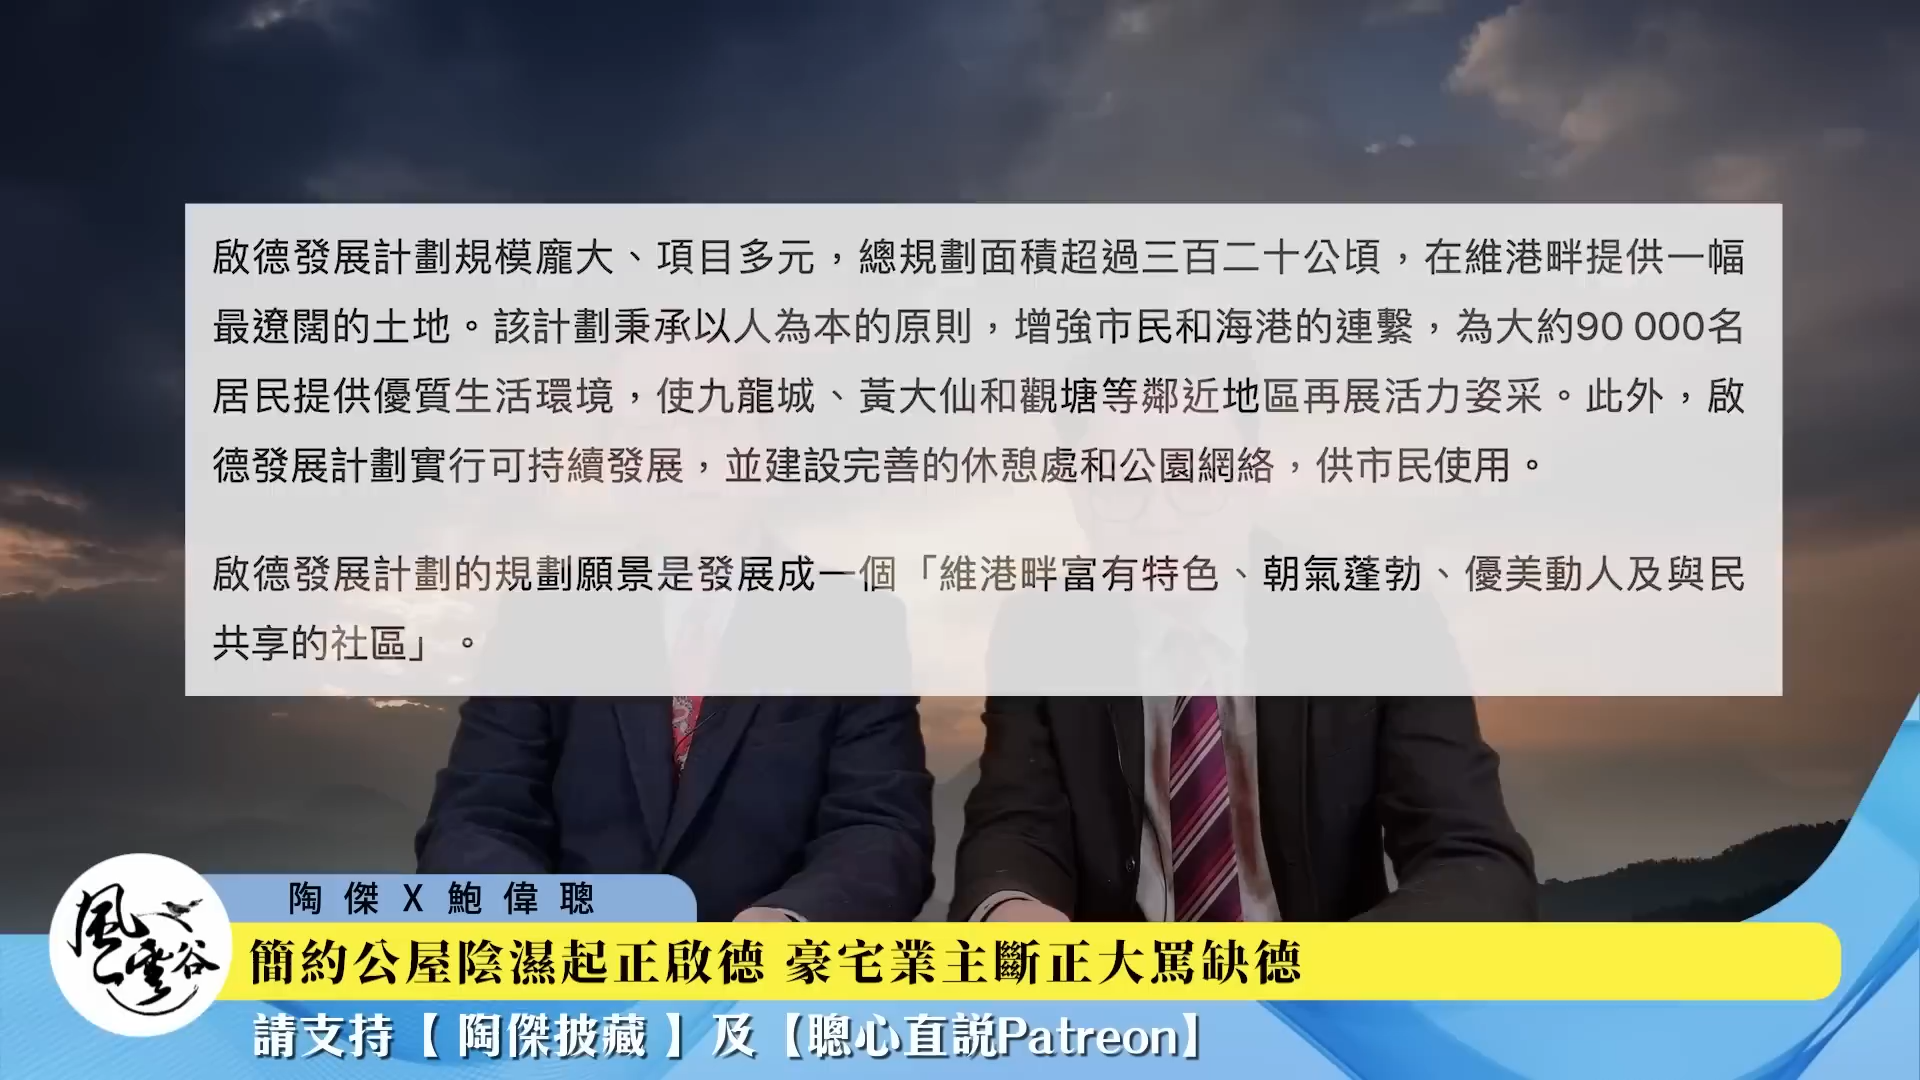 啟德發展計劃規模龐大、項目多元，總規劃面積超過三百二十公頃，在維港畔提供一幅
最遼闊的土地。該計劃秉承以人為本的原則，增強市民和海港的連繫，為大約90 000名
居民提供優質生活環境，使九龍城、黃大仙和觀塘等鄰近地區再展活力姿采。此外，啟
德發展計劃實行可持續發展，並建設完善的休憩處和公園網絡，供市民使用。
啟德發展計劃的規劃願景是發展成一個「維港畔富有特色、朝氣蓬勃、優美動人及與民
共享的社區」。
陶傑X鮑偉聰
風雲谷
簡約公屋陰濕起正啟德 豪宅業主斷正大罵缺德
請支持【陶傑披藏】及【聰心直説Patreon】